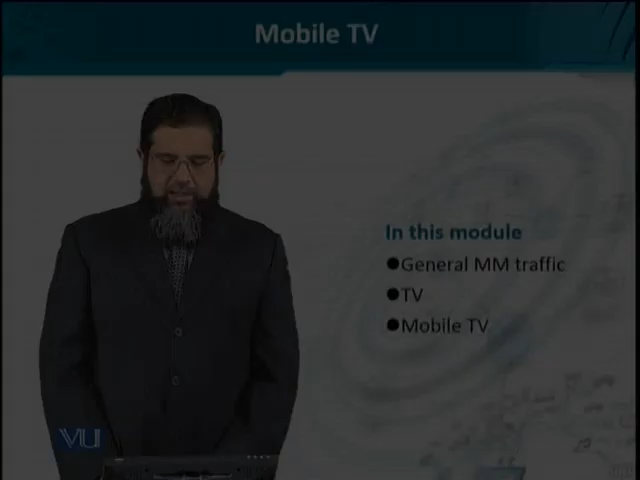 Mobile TV
In this module
●General MM traffic
●TV
●Mobile TV
VU